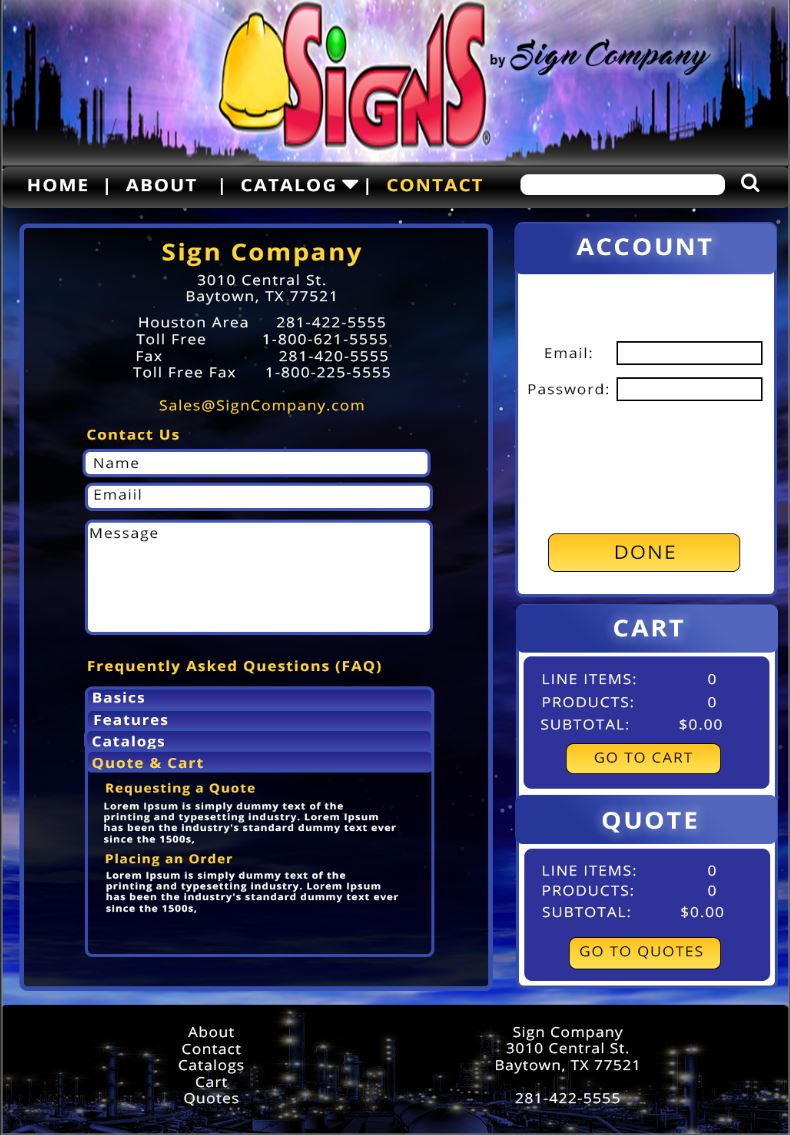 SiGNS ®
by Sign Company
HOME | ABOUT | CATALOG | CONTACT
Sign Company
3010 Central St.
Baytown, TX 77521
Houston Area 281-422-5555
Toll Free 1-800-621-5555
Fax 281-420-5555
Toll Free Fax 1-800-225-5555
Sales@SignCompany.com
Contact Us
Name
Emaiil
Message
Frequently Asked Questions (FAQ)
Basics
Features
Catalogs
Quote & Cart
Requesting a Quote
Lorem Ipsum is simply dummy text of the
printing and typesetting industry. Lorem Ipsum
has been the industry's standard dummy text ever
since the 1500s,
Placing an Order
Lorem Ipsum is simply dummy text of the
printing and typesetting industry. Lorem Ipsum
has been the industry's standard dummy text ever
since the 1500s,
ACCOUNT
Email:
Password:
DONE
CART
LINE ITEMS: 0
PRODUCTS: 0
SUBTOTAL: $0.00
GO TO CART
QUOTE
LINE ITEMS: 0
PRODUCTS: 0
SUBTOTAL: $0.00
GO TO QUOTES
About
Contact
Catalogs
Cart
Quotes
Sign Company
3010 Central St.
Baytown, TX 77521
281-422-5555